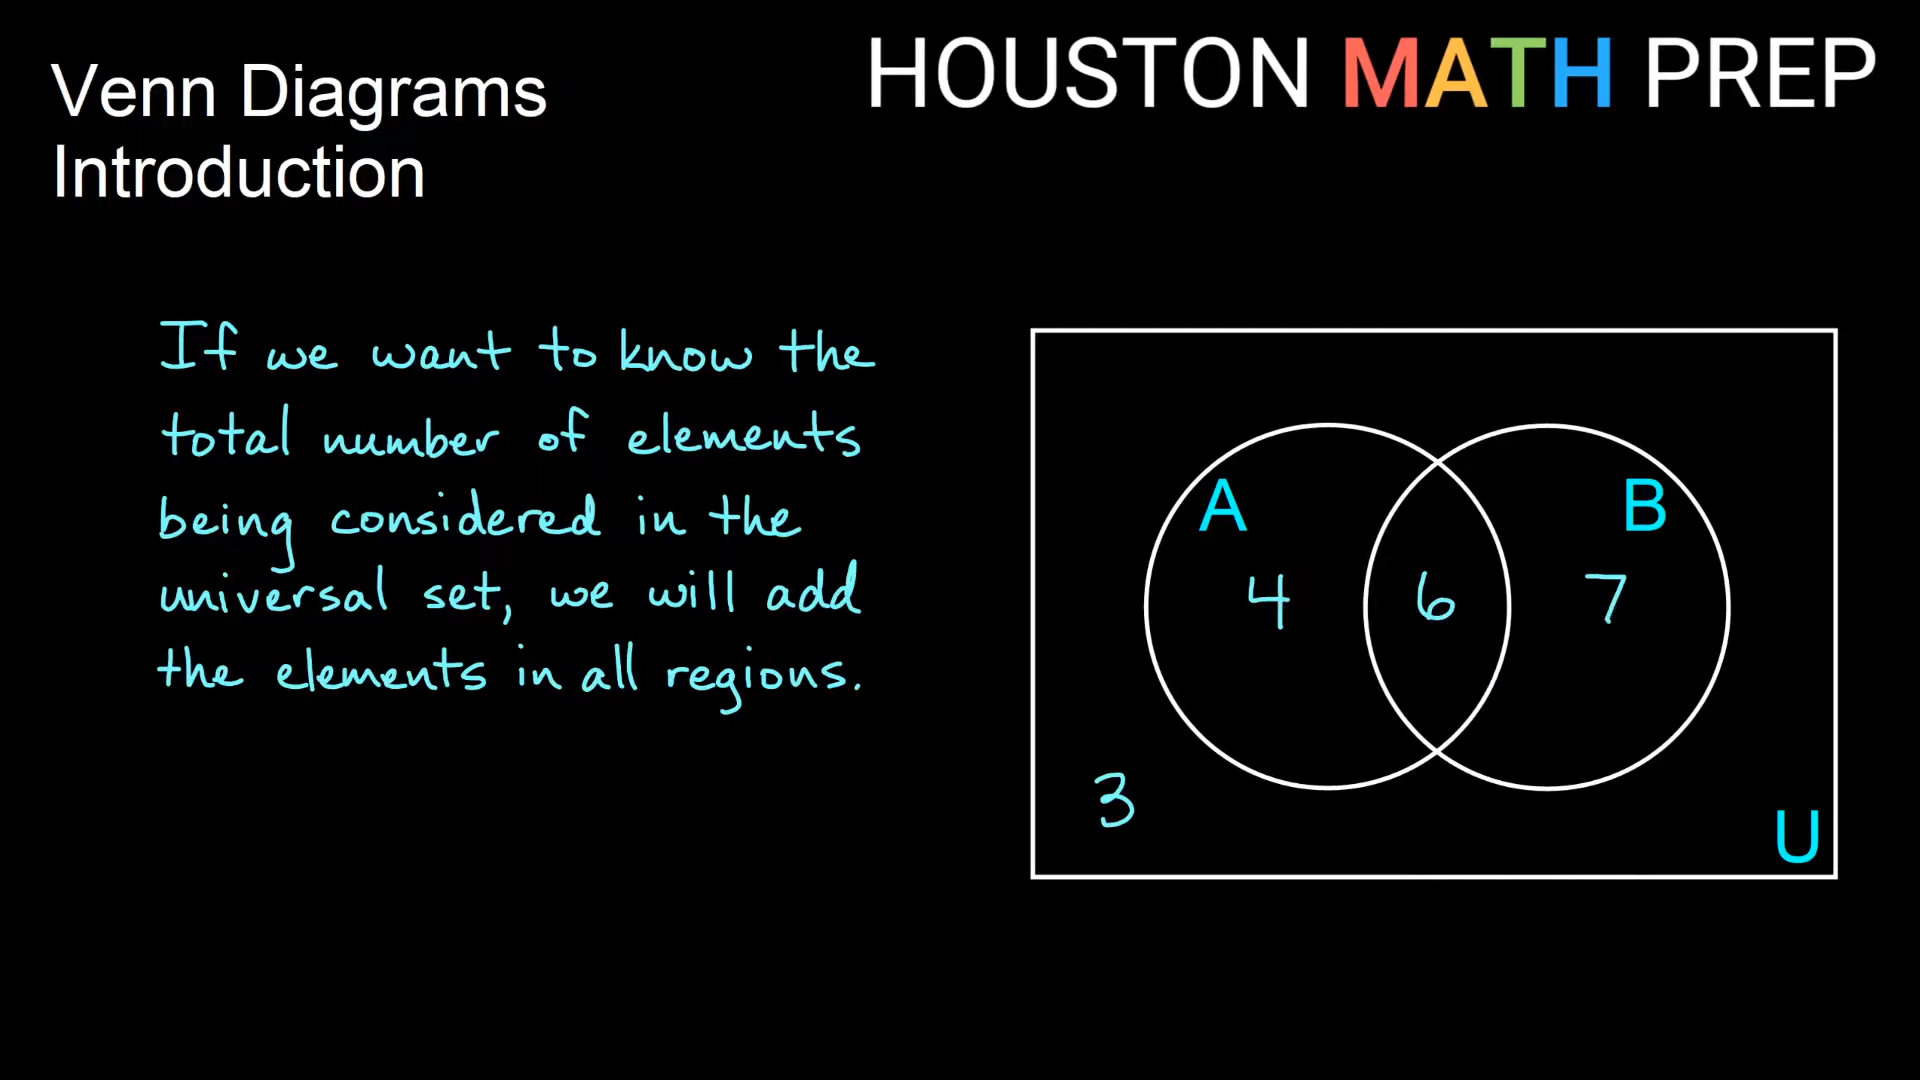 Venn Diagrams
Introduction
HOUSTON MATH PREP
If we want to know the
total number of elements
being considered in the
universal set, we will add
the elements in all regions.
A
B
4
6
7
3
U